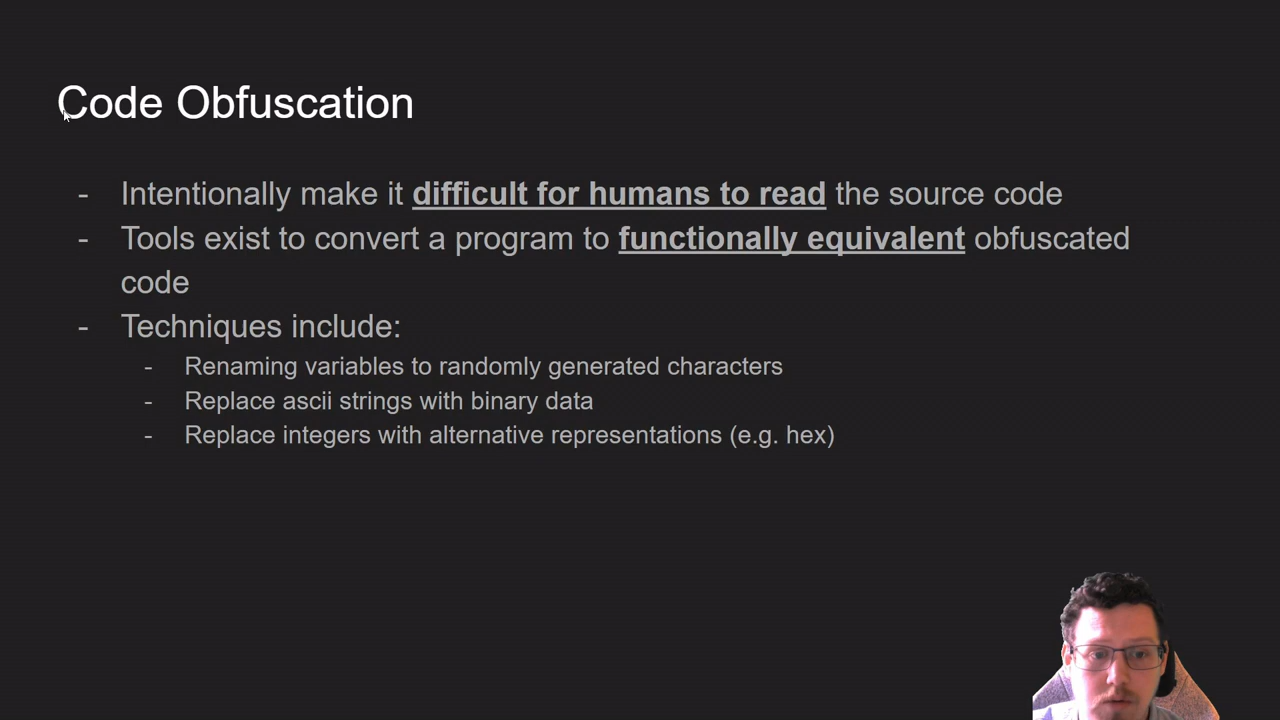 Code Obfuscation
- Intentionally make it difficult for humans to read the source code
- Tools exist to convert a program to functionally equivalent obfuscated
code
- Techniques include:
- Renaming variables to randomly generated characters
- Replace ascii strings with binary data
- Replace integers with alternative representations (e.g. hex)